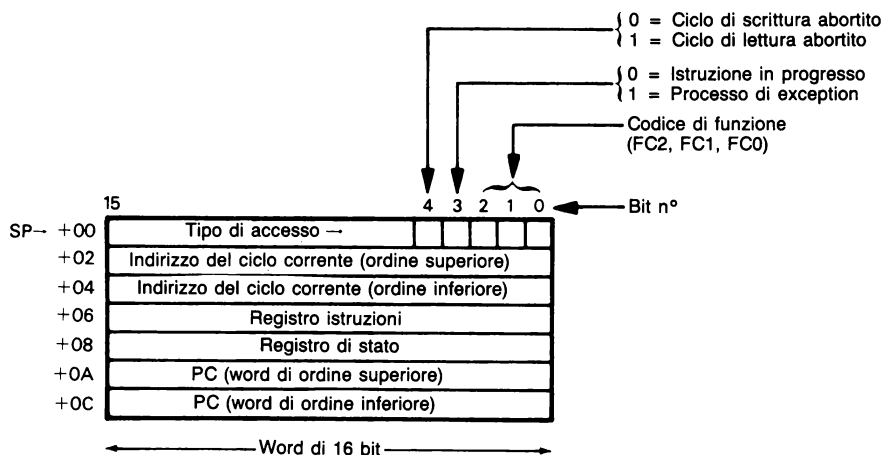 0 = Ciclo di scrittura abortito
1 = Ciclo di lettura abortito
0 = Istruzione in progresso
1 = Processo di exception
Codice di funzione
(FC2, FC1, FC0)
15 4 3 2 1 0 Bit n°
SP→ +00 Tipo di accesso →
+02 Indirizzo del ciclo corrente (ordine superiore)
+04 Indirizzo del ciclo corrente (ordine inferiore)
+06 Registro istruzioni
+08 Registro di stato
+0A PC (word di ordine superiore)
+0C PC (word di ordine inferiore)
Word di 16 bit